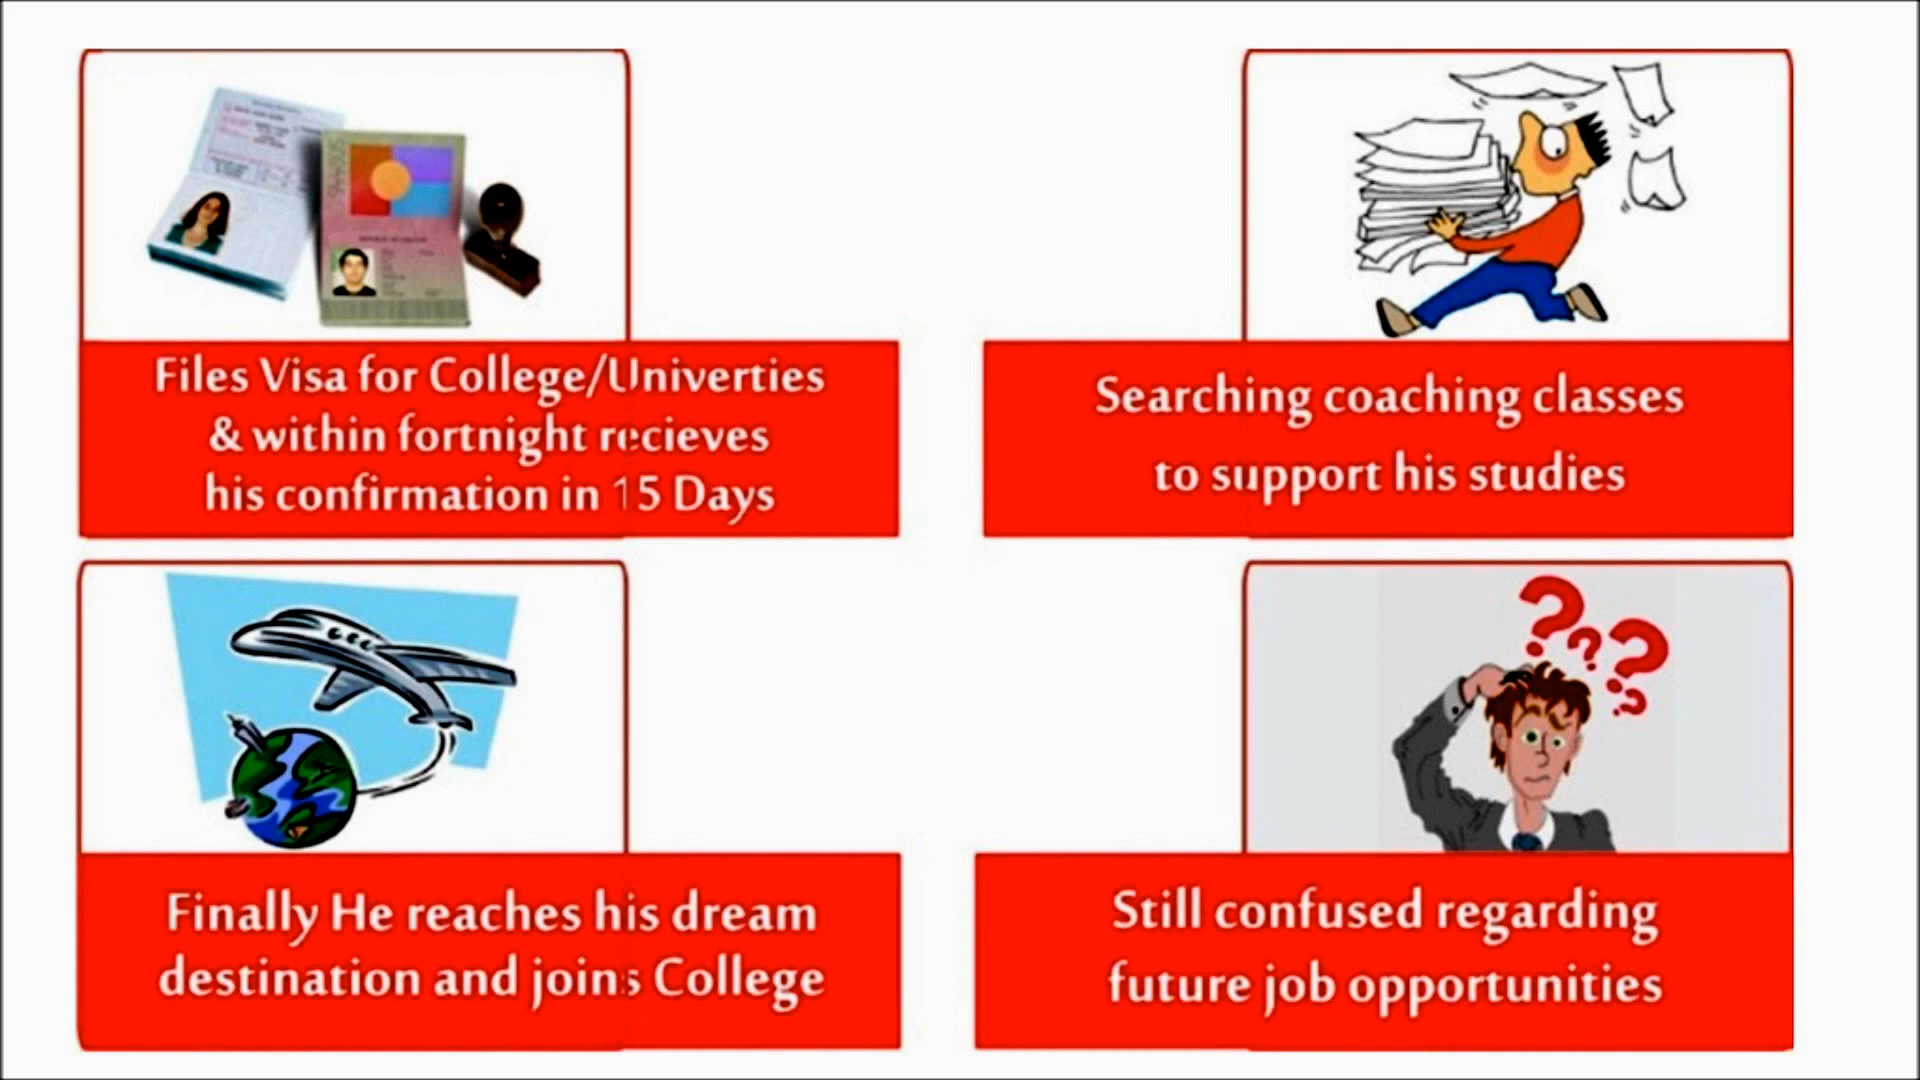 Files Visa for College/Univerties
& within fortnight recieves
his confirmation in 15 Days
Searching coaching classes
to support his studies
Finally He reaches his dream
destination and joins College
Still confused regarding
future job opportunities